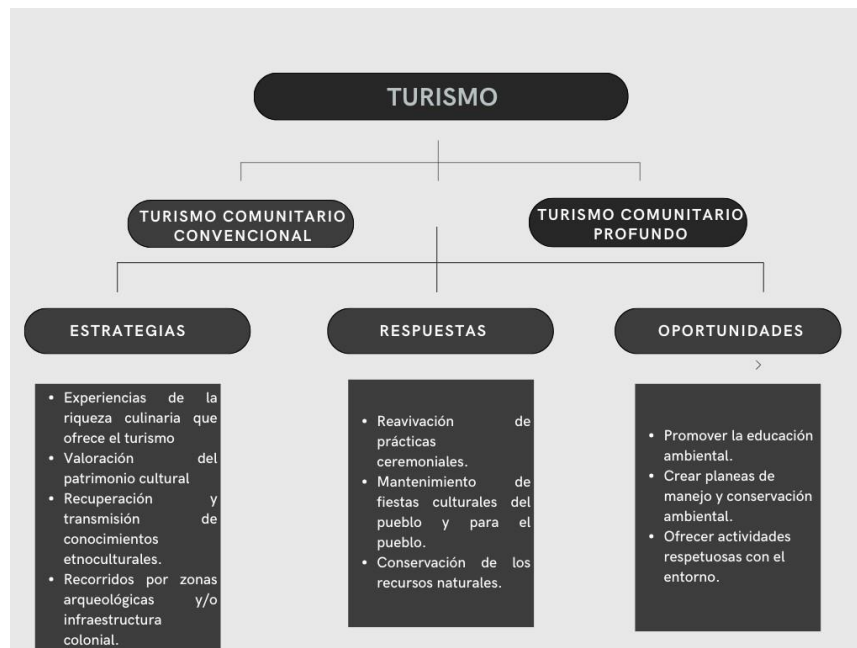 TURISMO
TURISMO COMUNITARIO
CONVENCIONAL
TURISMO COMUNITARIO
PROFUNDO
ESTRATEGIAS
• Experiencias de la
riqueza culinaria que
ofrece el turismo
• Valoración del
patrimonio cultural
• Recuperación y
transmisión de
conocimientos
etnoculturales.
• Recorridos por zonas
arqueológicas y/o
infraestructura
colonial.
RESPUESTAS
• Reavivación de
prácticas
ceremoniales.
• Mantenimiento de
fiestas culturales del
pueblo y para el
pueblo.
• Conservación de los
recursos naturales.
OPORTUNIDADES
• Promover la educación
ambiental.
• Crear planeas de
manejo y conservación
ambiental.
• Ofrecer actividades
respetuosas con el
entorno.